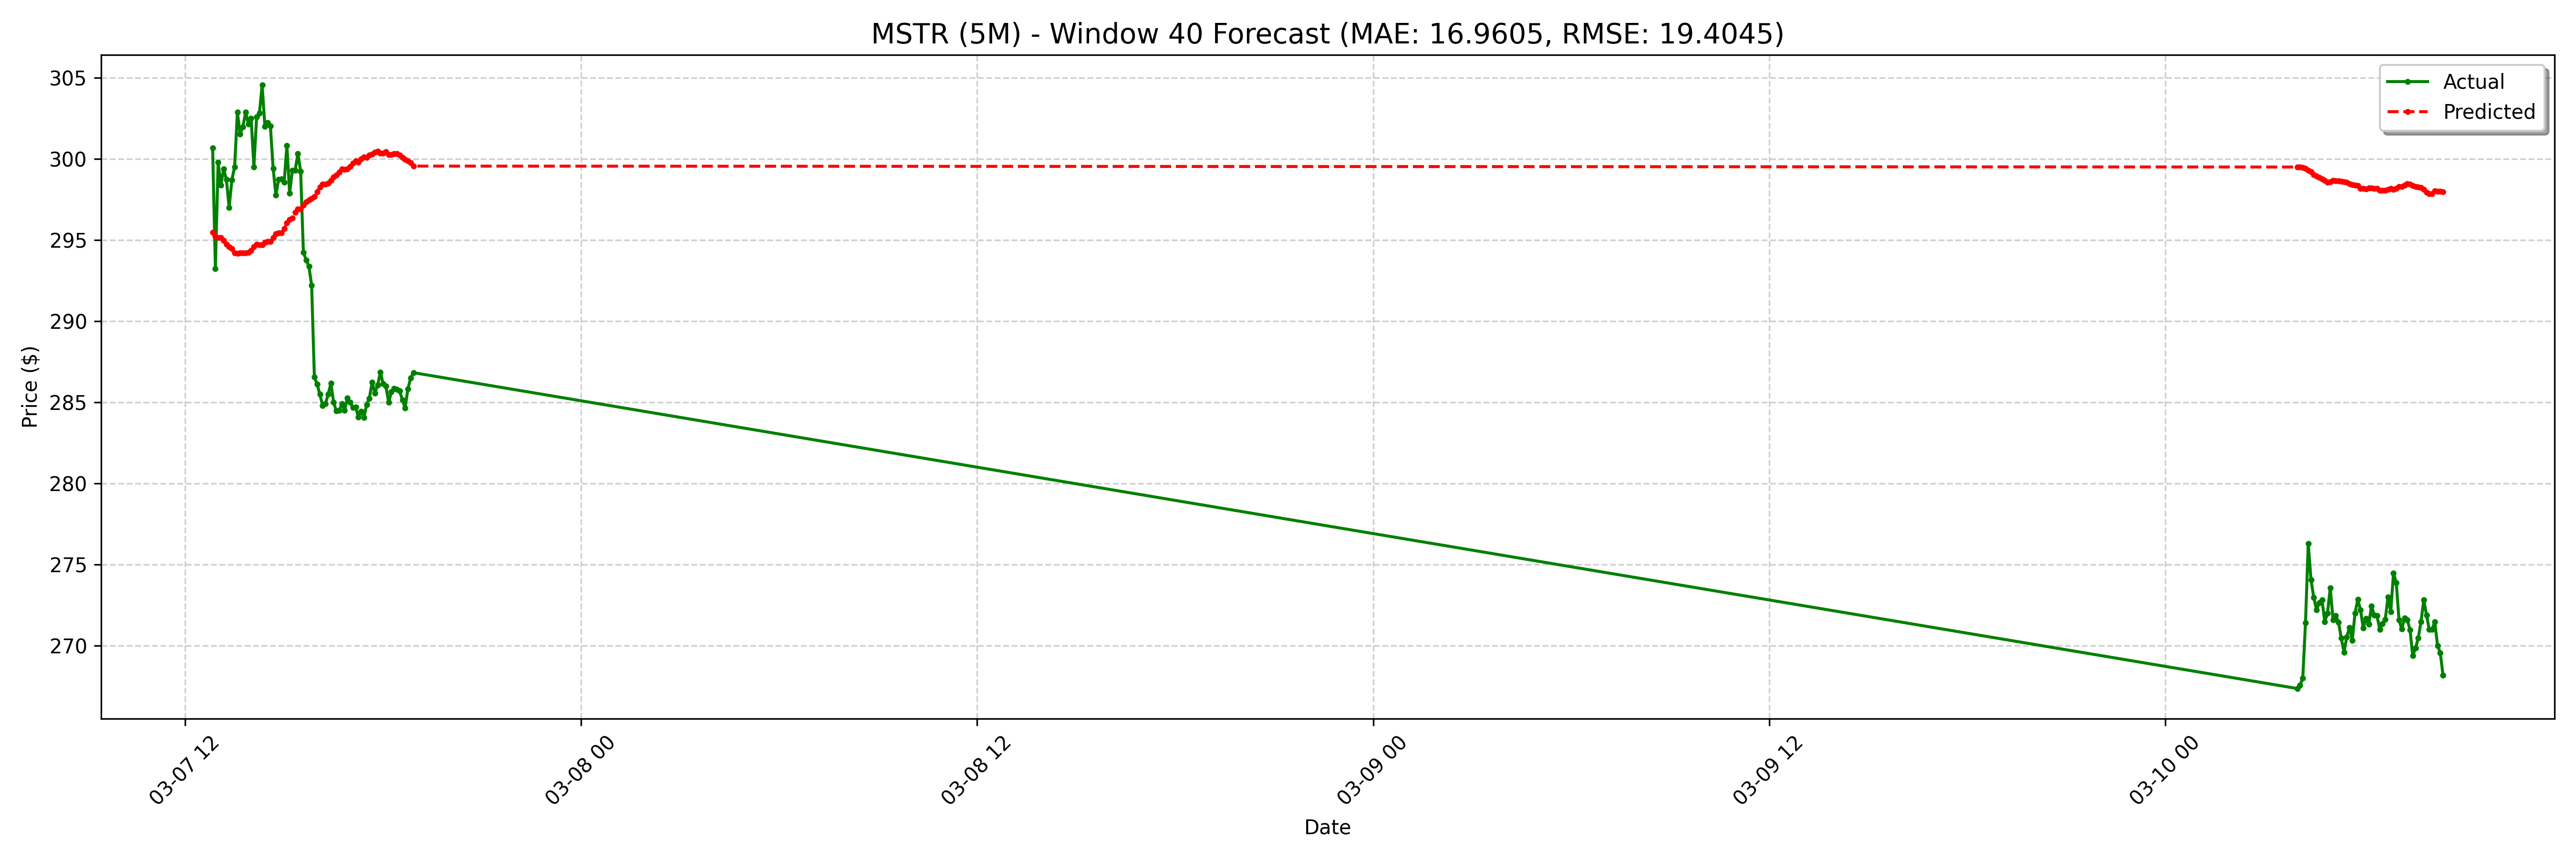 MSTR (5M) - Window 40 Forecast (MAE: 16.9605, RMSE: 19.4045)
Actual
Predicted
Price ($)
305
300
295
290
285
280
275
270
03-07 12
03-08 00
03-08 12
03-09 00
03-09 12
03-10 00
Date